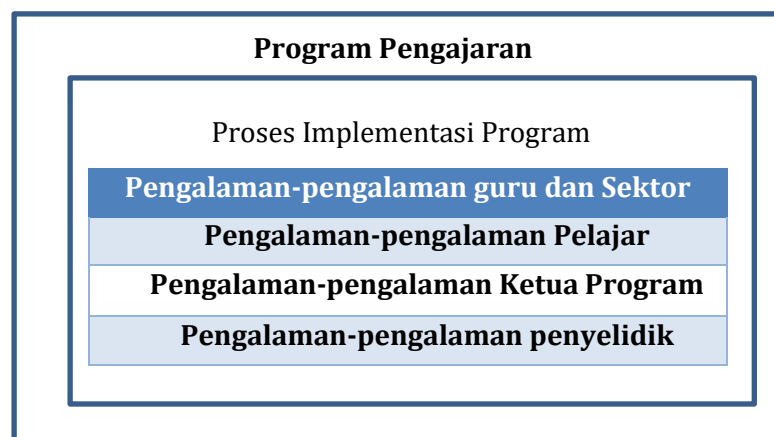 Program Pengajaran
Proses Implementasi Program
Pengalaman-pengalaman guru dan Sektor
Pengalaman-pengalaman Pelajar
Pengalaman-pengalaman Ketua Program
Pengalaman-pengalaman penyelidik